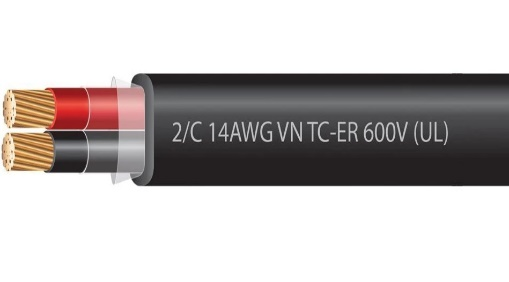 2/C 14AWG VN TC-ER 600V (UL)